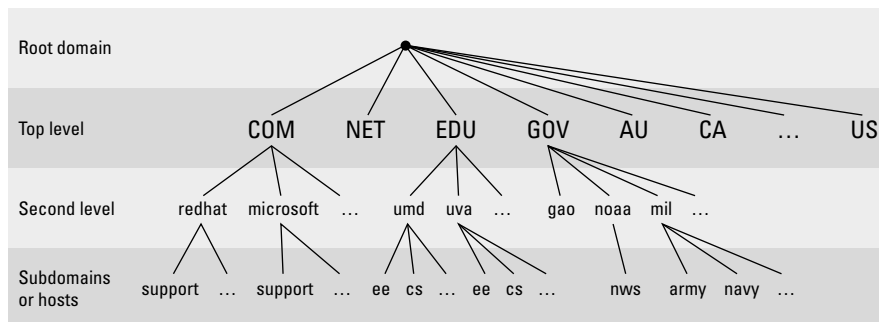 Root domain
Top level COM NET EDU GOV AU CA ... US
Second level redhat microsoft ... umd uva ... gao noaa mil ...
Subdomains
or hosts support ... support ... ee cs ... ee cs ... nws army navy ...